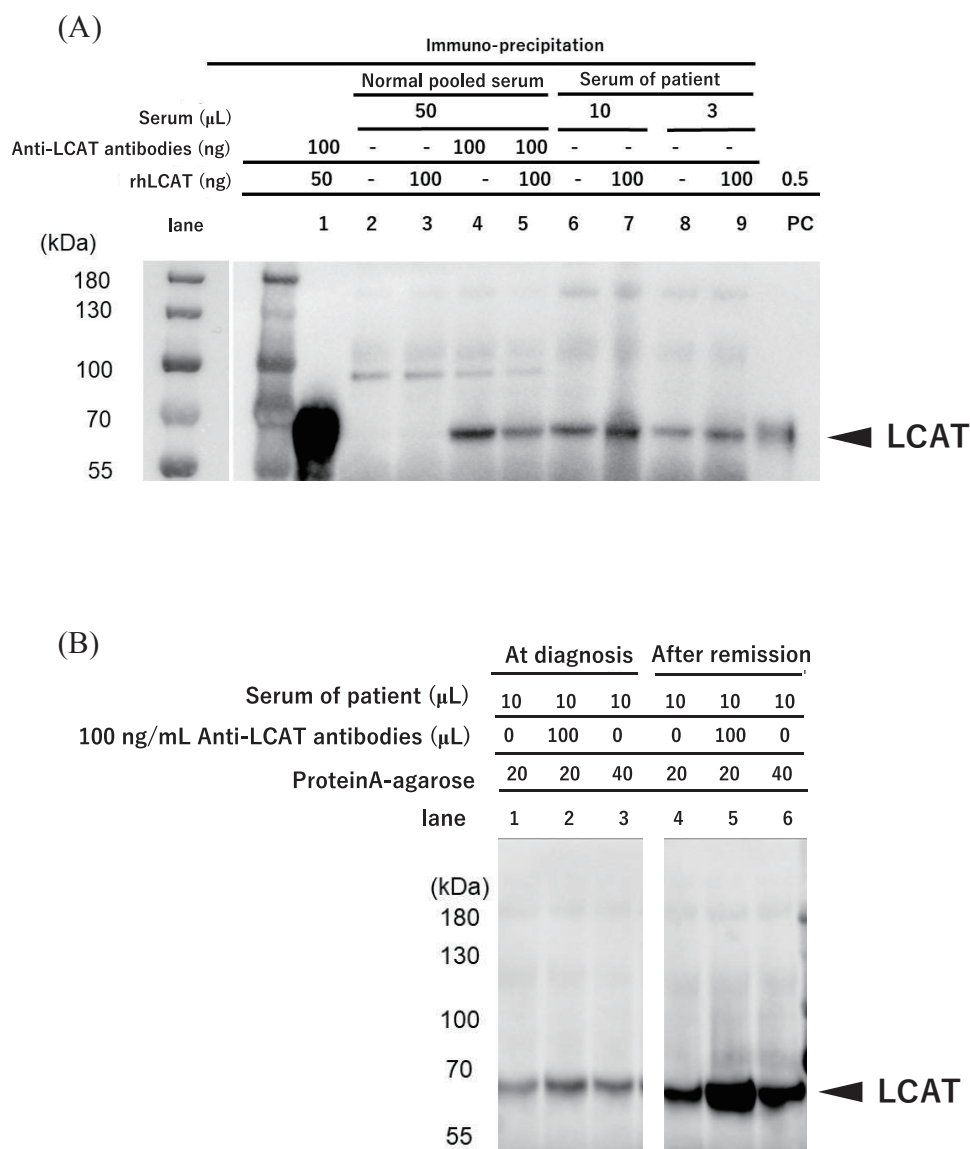 (A)
Immuno-precipitation
Normal pooled serum Serum of patient
Serum (μL) 50 10 3
Anti-LCAT antibodies (ng) 100 - - 100 100 - - - -
rhLCAT (ng) 50 - 100 - 100 - 100 - 100 0.5
lane 1 2 3 4 5 6 7 8 9 PC
(kDa)
180
130
100
70
55
LCAT
(B)
At diagnosis After remission
Serum of patient (μL) 10 10 10 10 10 10
100 ng/mL Anti-LCAT antibodies (μL) 0 100 0 0 100 0
ProteinA-agarose 20 20 40 20 20 40
lane 1 2 3 4 5 6
(kDa)
180
130
100
70
55
LCAT